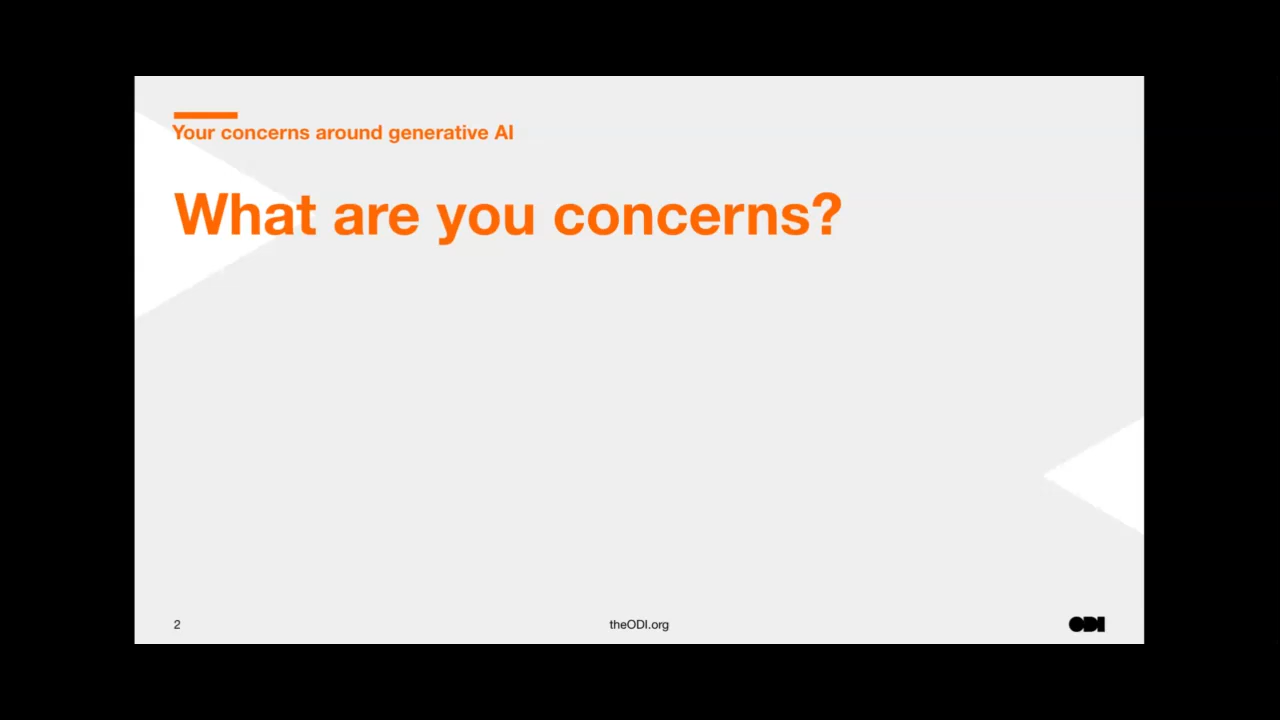 Your concerns around generative AI
What are you concerns?
2
theODI.org
ODI